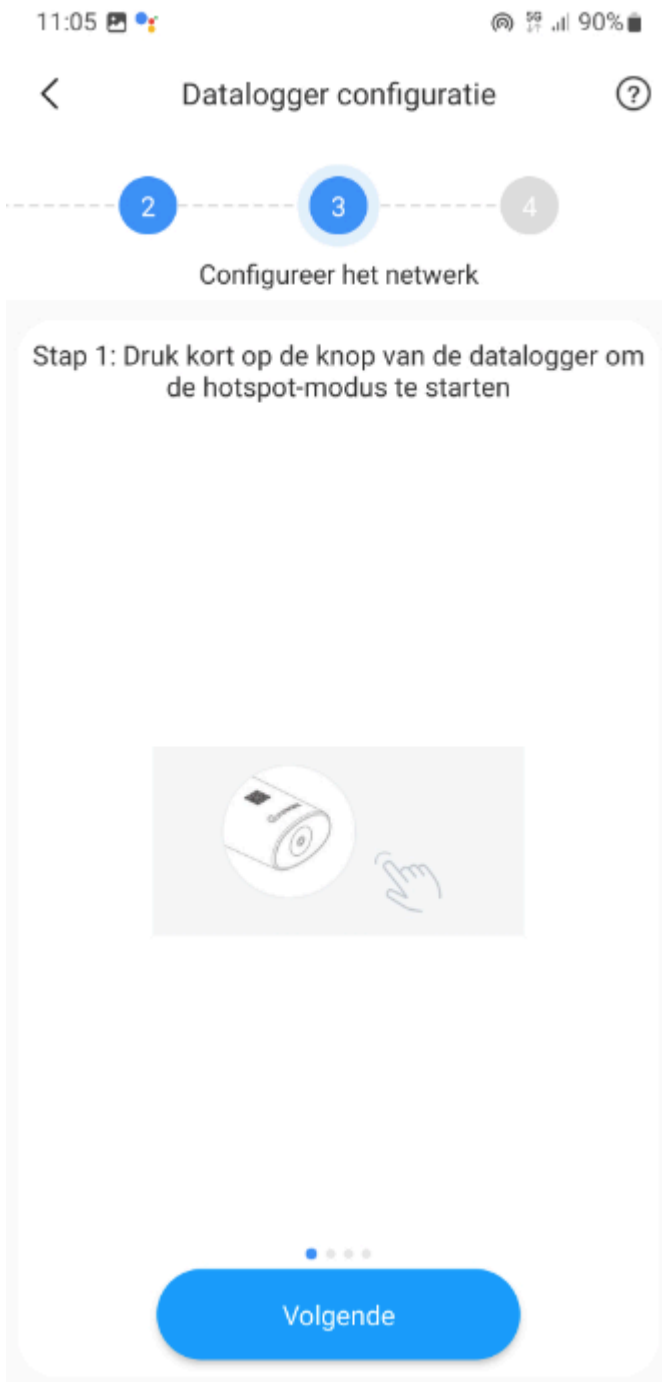 11:05 5G 90%
Datalogger configuratie ?
2 3 4
Configureer het netwerk
Stap 1: Druk kort op de knop van de datalogger om
de hotspot-modus te starten
Volgende